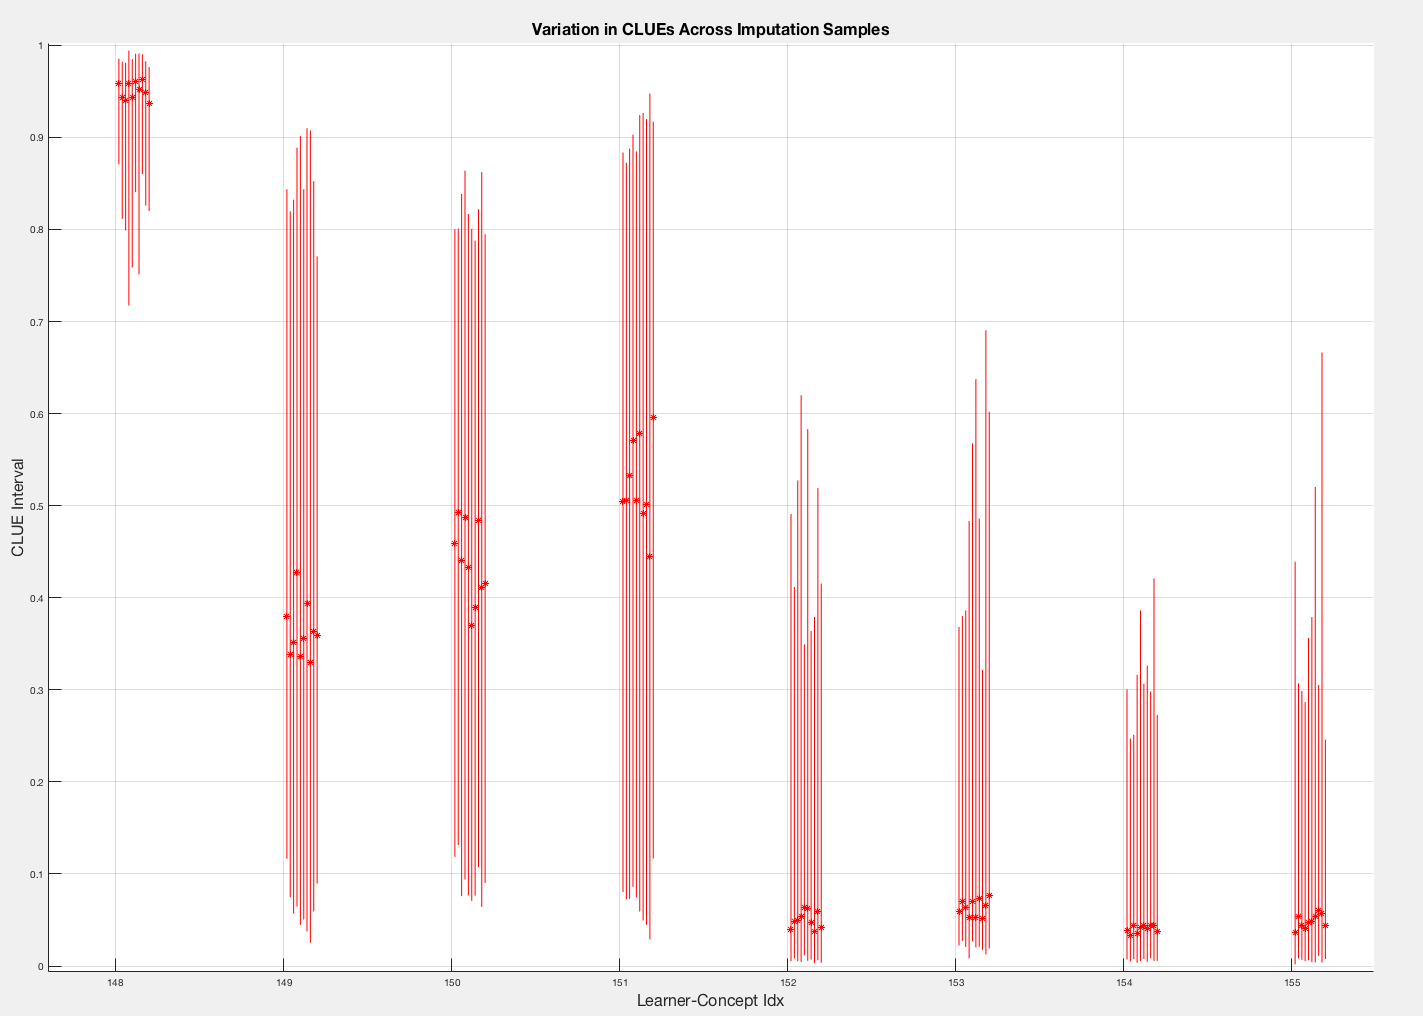 Variation in CLUEs Across Imputation Samples
1
0.9
0.8
0.7
0.6
0.5
0.4
0.3
0.2
0.1
0
CLUE Interval
148 149 150 151 152 153 154 155
Learner-Concept Idx